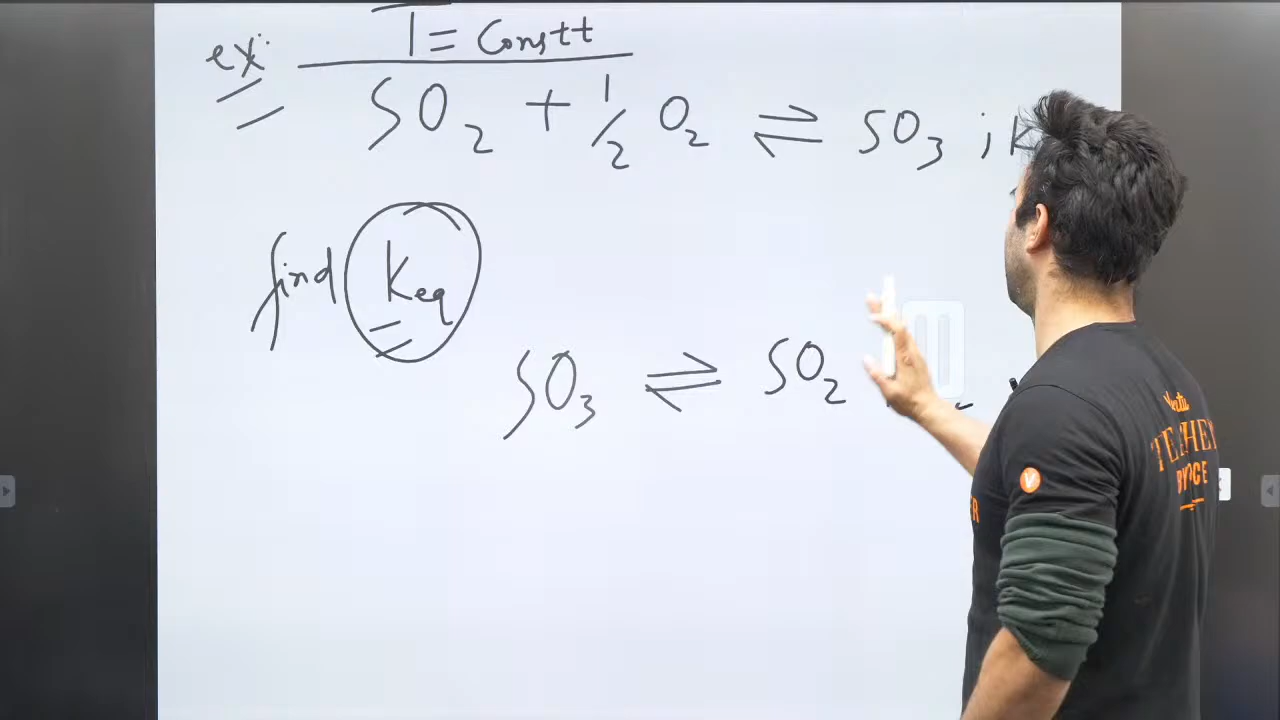 ex:
T = Constt
SO2 + 1/2 O2 ⇌ SO3 ; K
find Keq
SO3 ⇌ SO2
V